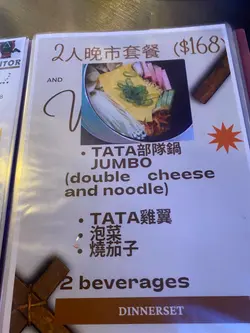 2人晚市套餐 ($168)
AND
• TATA部隊鍋
JUMBO
(double cheese
and noodle)
• TATA雞翼
• 泡菜
• 燒茄子
2 beverages
DINNERSET